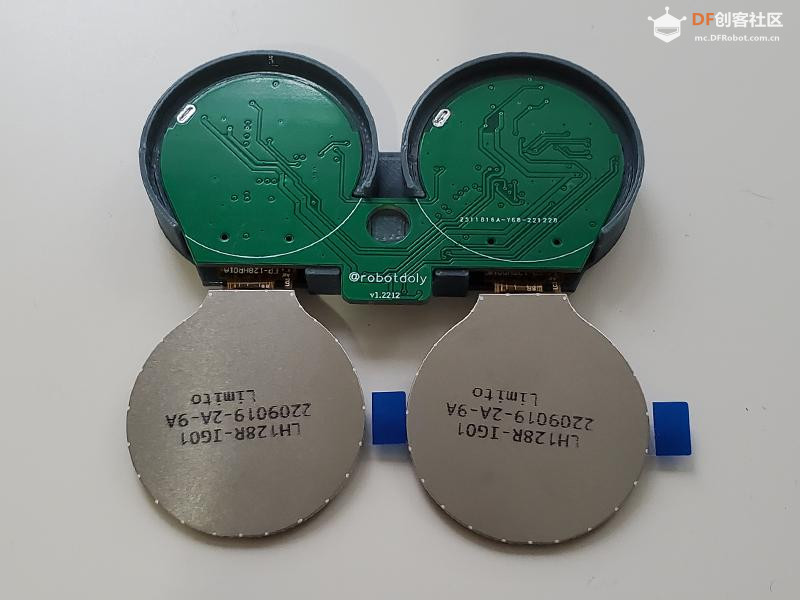 DF创客社区
mc.DFRobot.com.cn
2511816A-Y68-221228
@robotdoly
v1.2212
LH128R-IG01
2209019-2A-9A
Limito
LH128R-IG01
2209019-2A-9A
Limito